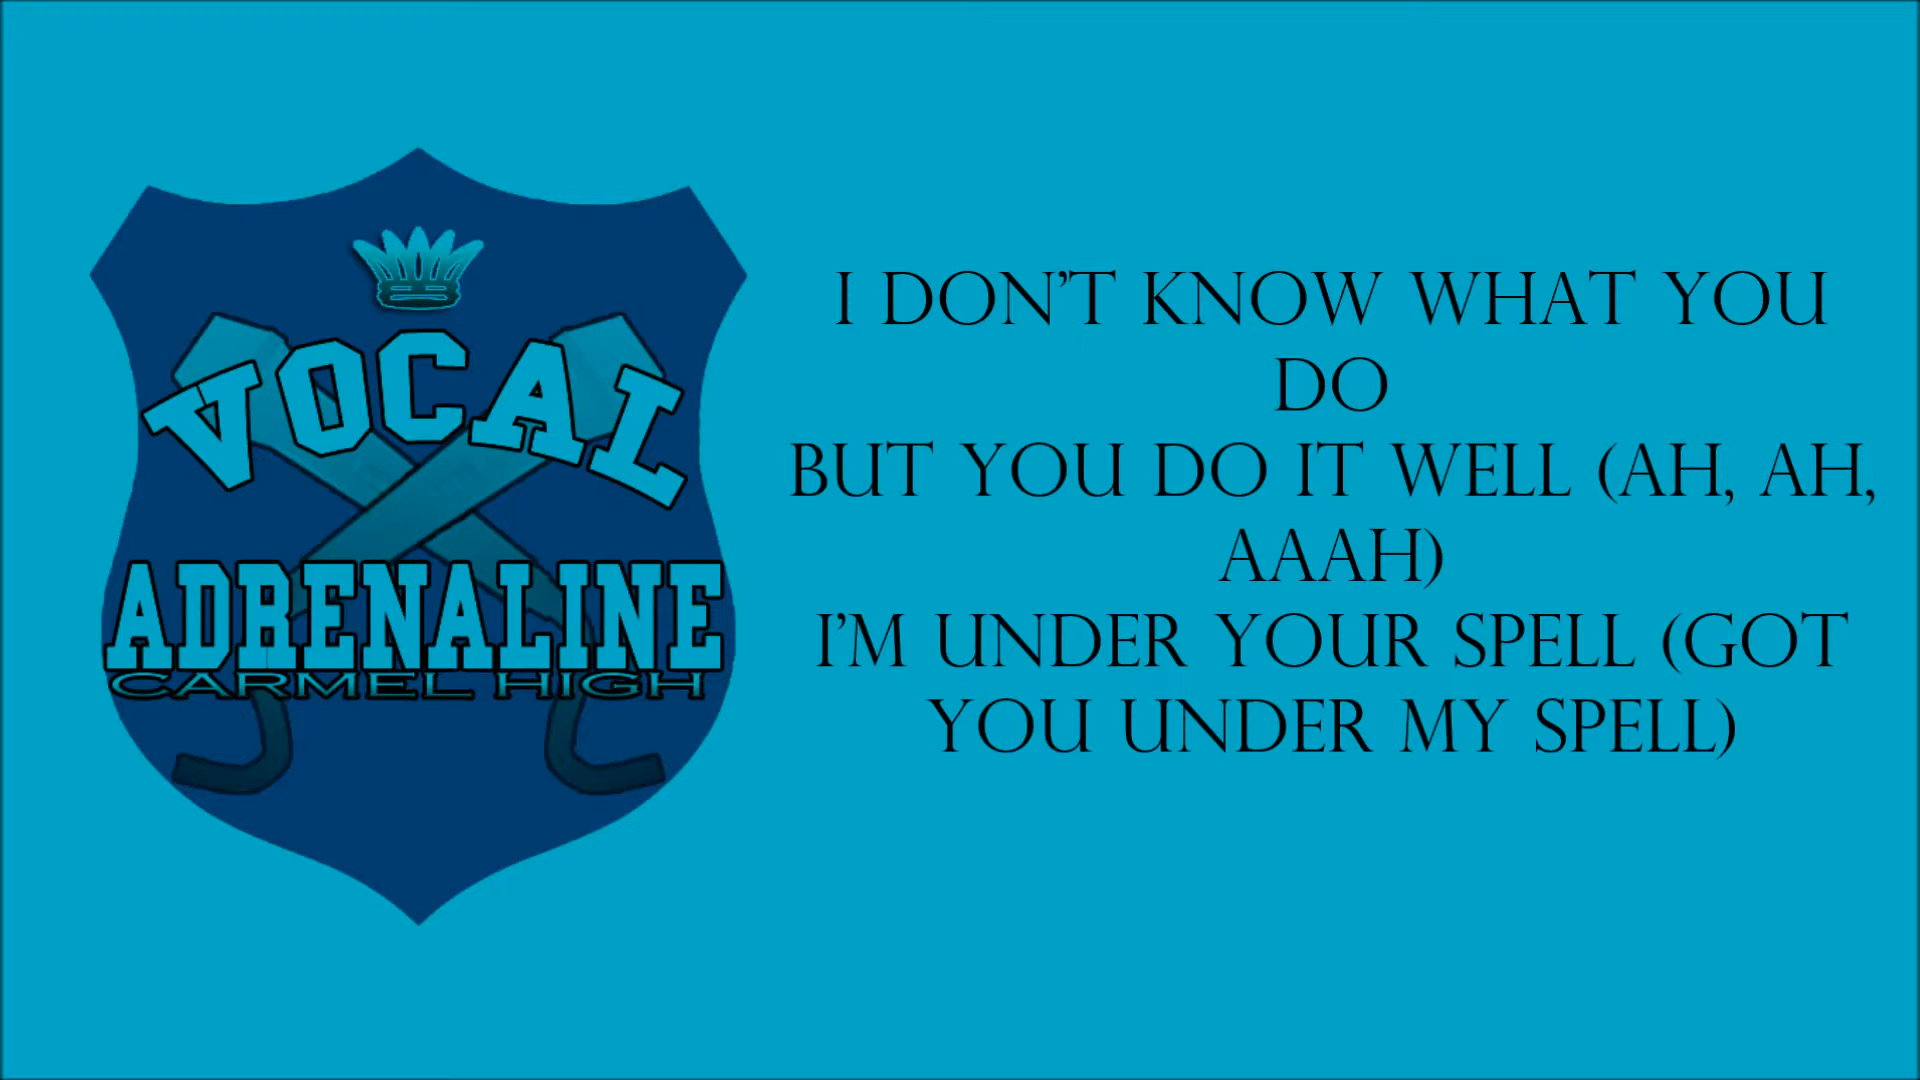 VOCAL
ADRENALINE
CARMEL HIGH
I DON'T KNOW WHAT YOU
DO
BUT YOU DO IT WELL (AH, AH,
AAAH)
I'M UNDER YOUR SPELL (GOT
YOU UNDER MY SPELL)